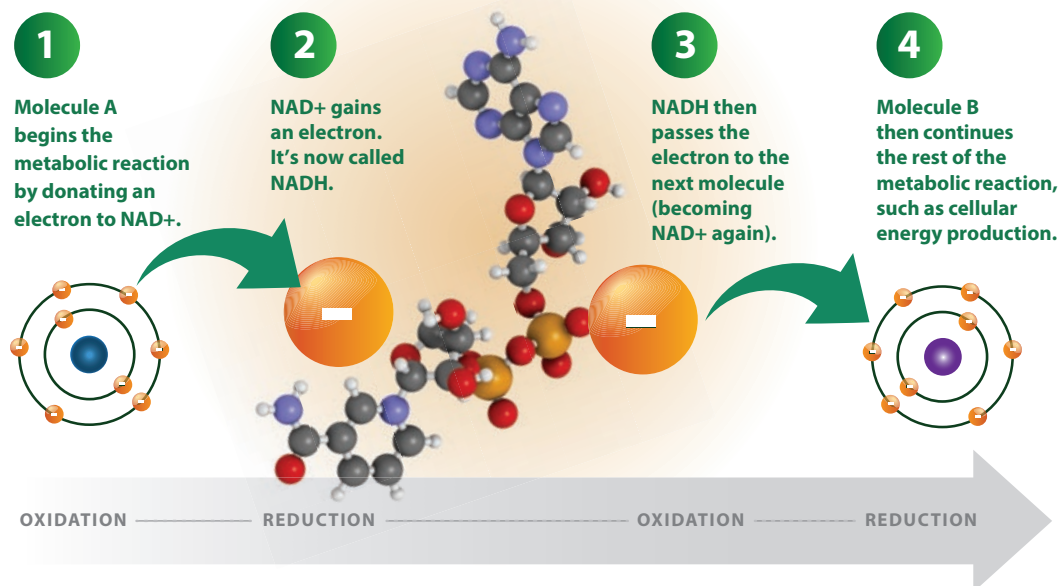 1
Molecule A
begins the
metabolic reaction
by donating an
electron to NAD+.
2
NAD+ gains
an electron.
It's now called
NADH.
3
NADH then
passes the
electron to the
next molecule
(becoming
NAD+ again).
4
Molecule B
then continues
the rest of the
metabolic reaction,
such as cellular
energy production.
OXIDATION
REDUCTION
OXIDATION
REDUCTION